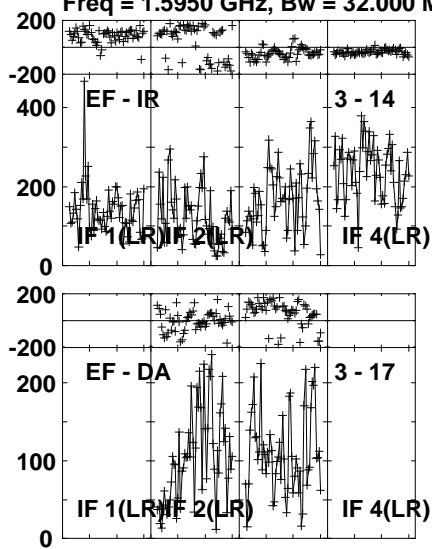 Freq = 1.5950 GHz, Bw = 32.000 M
200
-200
EF - IR 3 - 14
400
200
IF 1(LR) IF 2(LR) IF 4(LR)
0
200
-200
EF - DA 3 - 17
200
100
IF 1(LR) IF 2(LR) IF 4(LR)
0